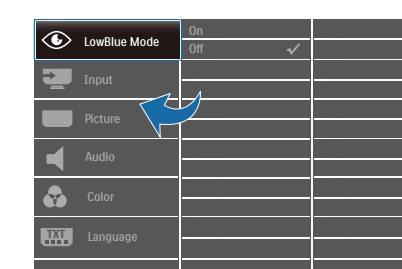 LowBlue Mode
On
Off
Input
Picture
Audio
Color
TXT
Language